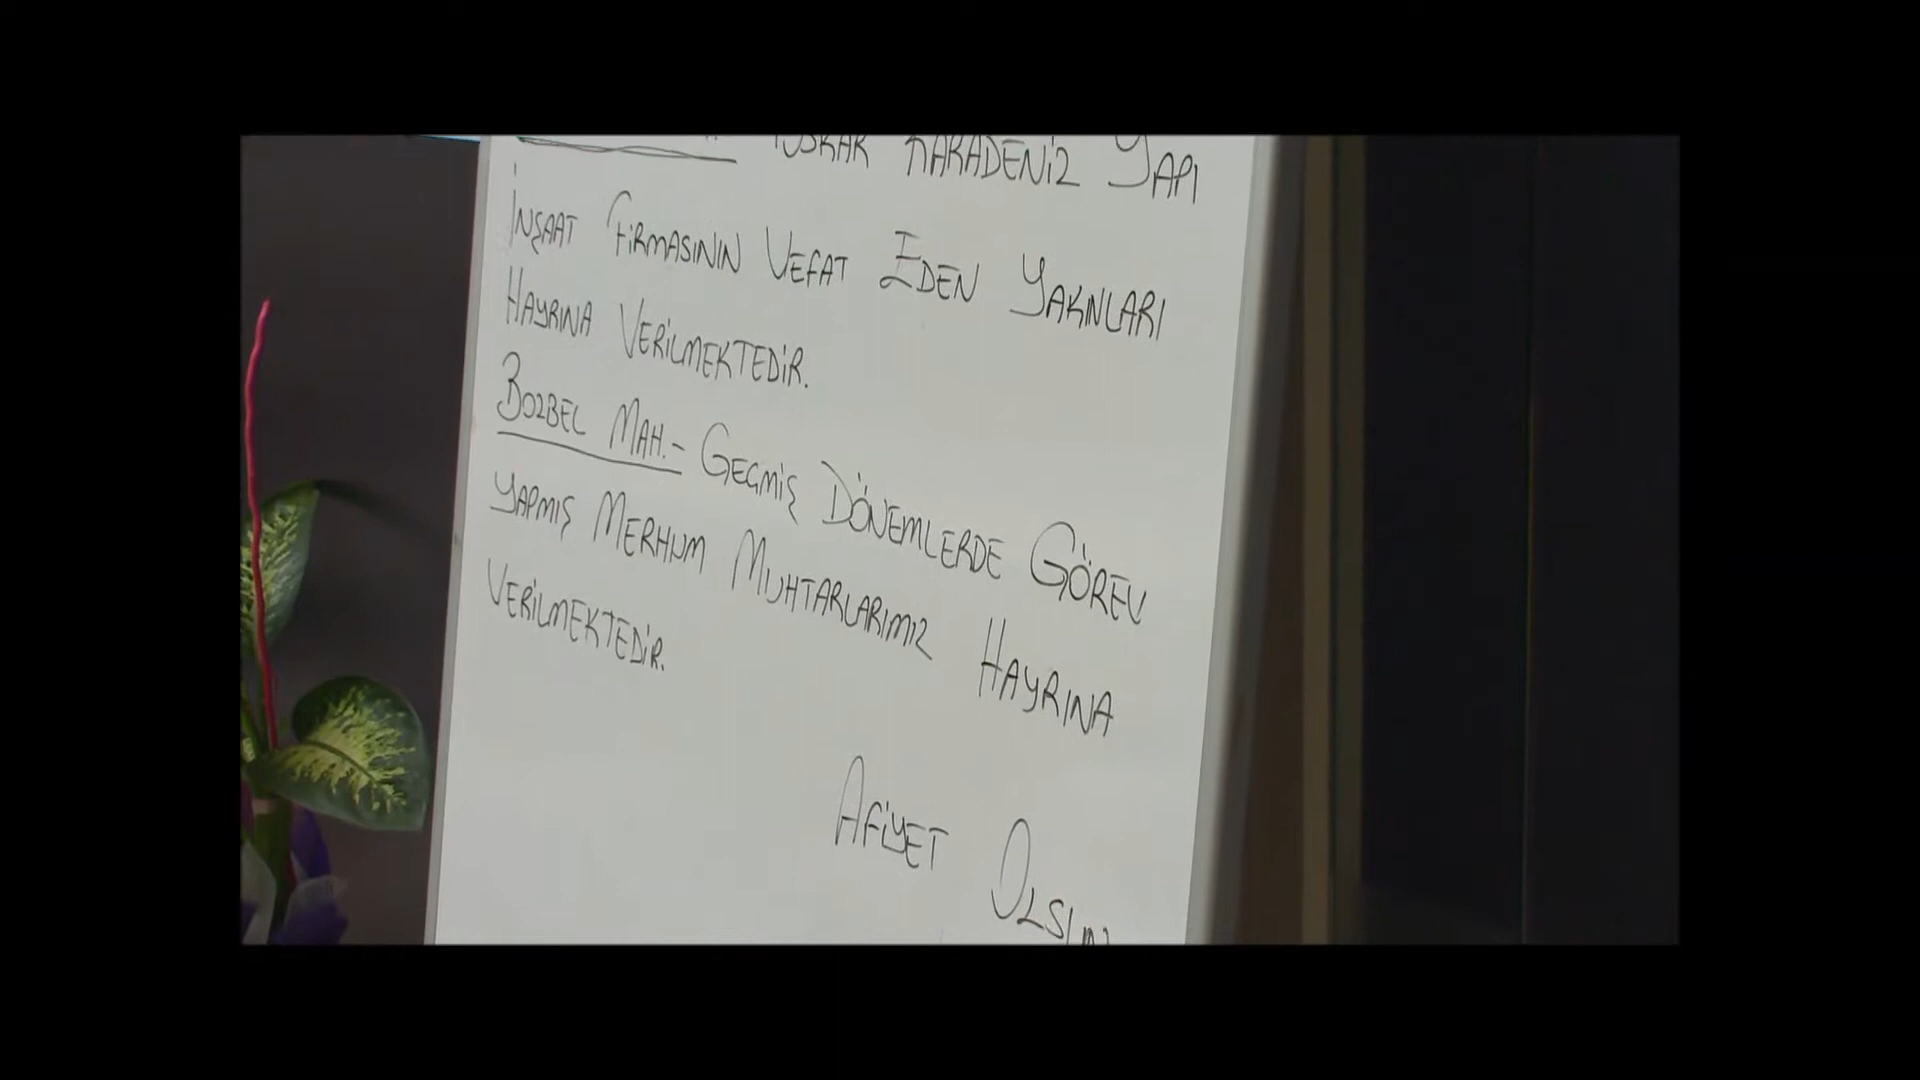 KARADENİZ YAPI
İNŞAAT FİRMASININ VEFAT EDEN YAKINLARI
HAYRINA VERİLMEKTEDİR.
BOZBEL MAH.- GEÇMİŞ DÖNEMLERDE GÖREV
YAPMIŞ MERHUM MUHTARLARIMIZ HAYRINA
VERİLMEKTEDİR.
AFİYET OLSUN